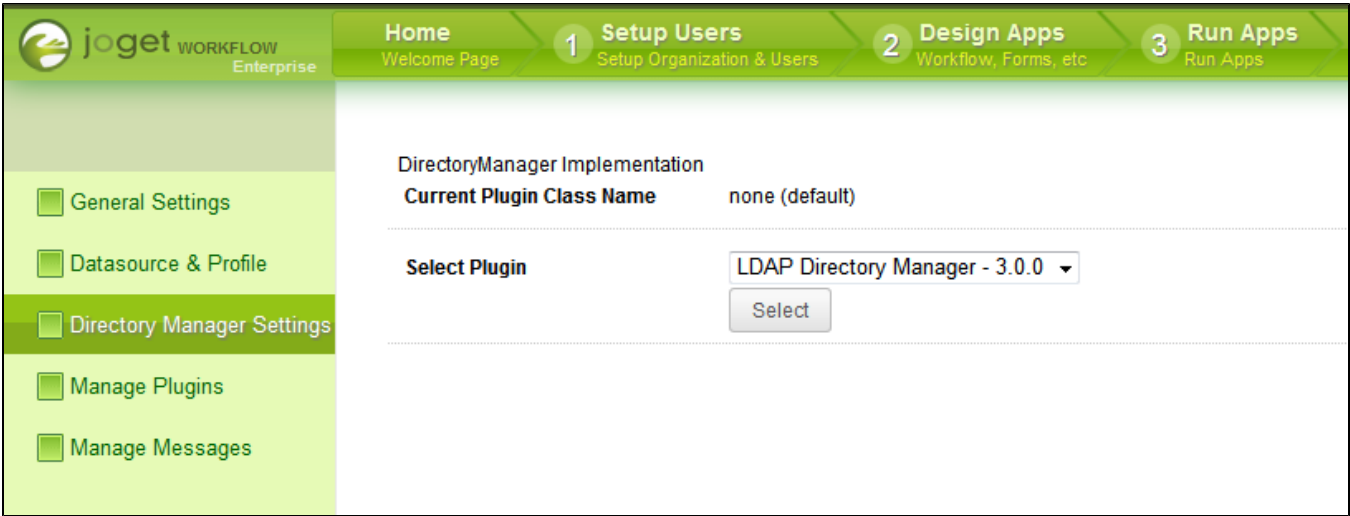 joget WORKFLOW
Enterprise
Home
Welcome Page
1 Setup Users
Setup Organization & Users
2 Design Apps
Workflow, Forms, etc
3 Run Apps
Run Apps
General Settings
Datasource & Profile
Directory Manager Settings
Manage Plugins
Manage Messages
DirectoryManager Implementation
Current Plugin Class Name none (default)
Select Plugin LDAP Directory Manager - 3.0.0
Select